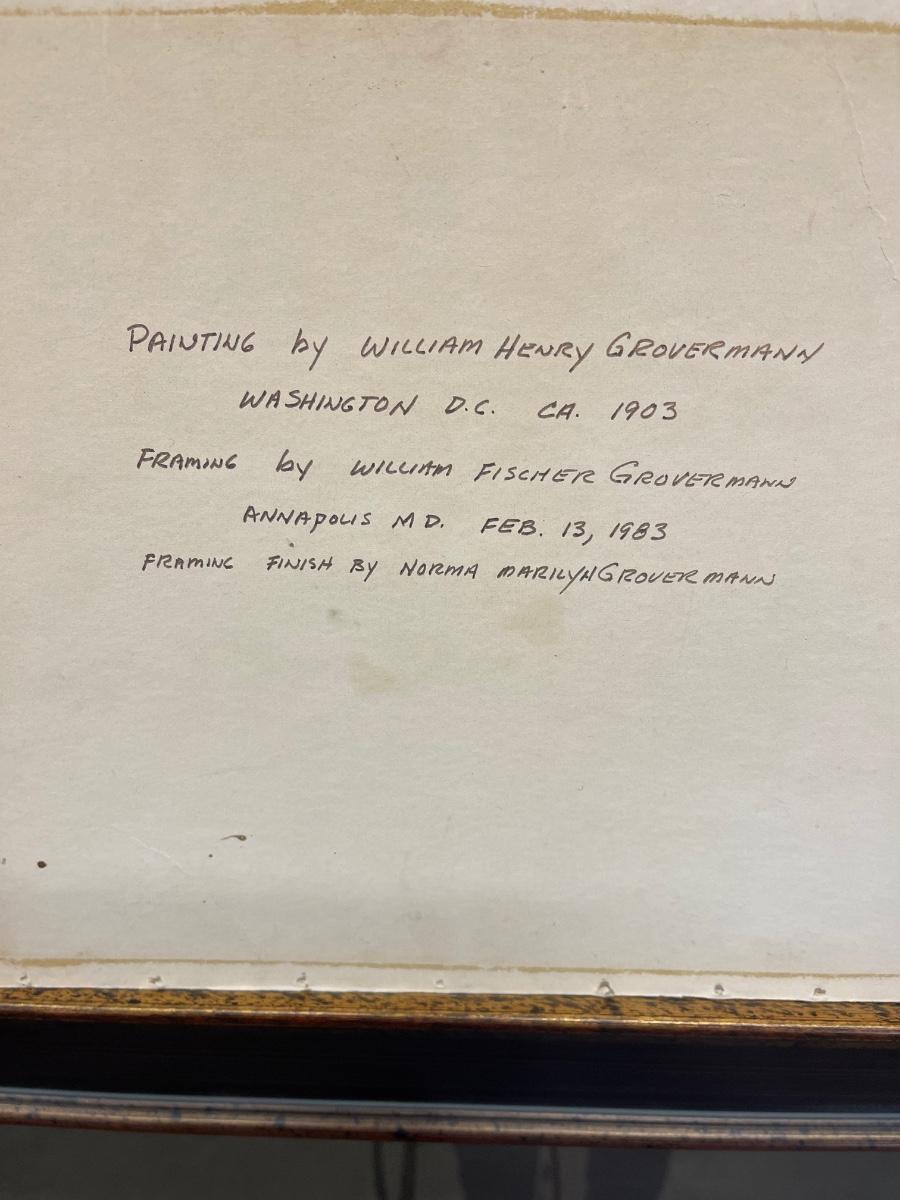 PAINTING by WILLIAM HENRY GROVERMANN
WASHINGTON D.C. CA. 1903
FRAMING by WILLIAM FISCHER GROVERMANN
ANNAPOLIS MD. FEB. 13, 1983
FRAMING FINISH BY NORMA MARILYN GROVERMANN